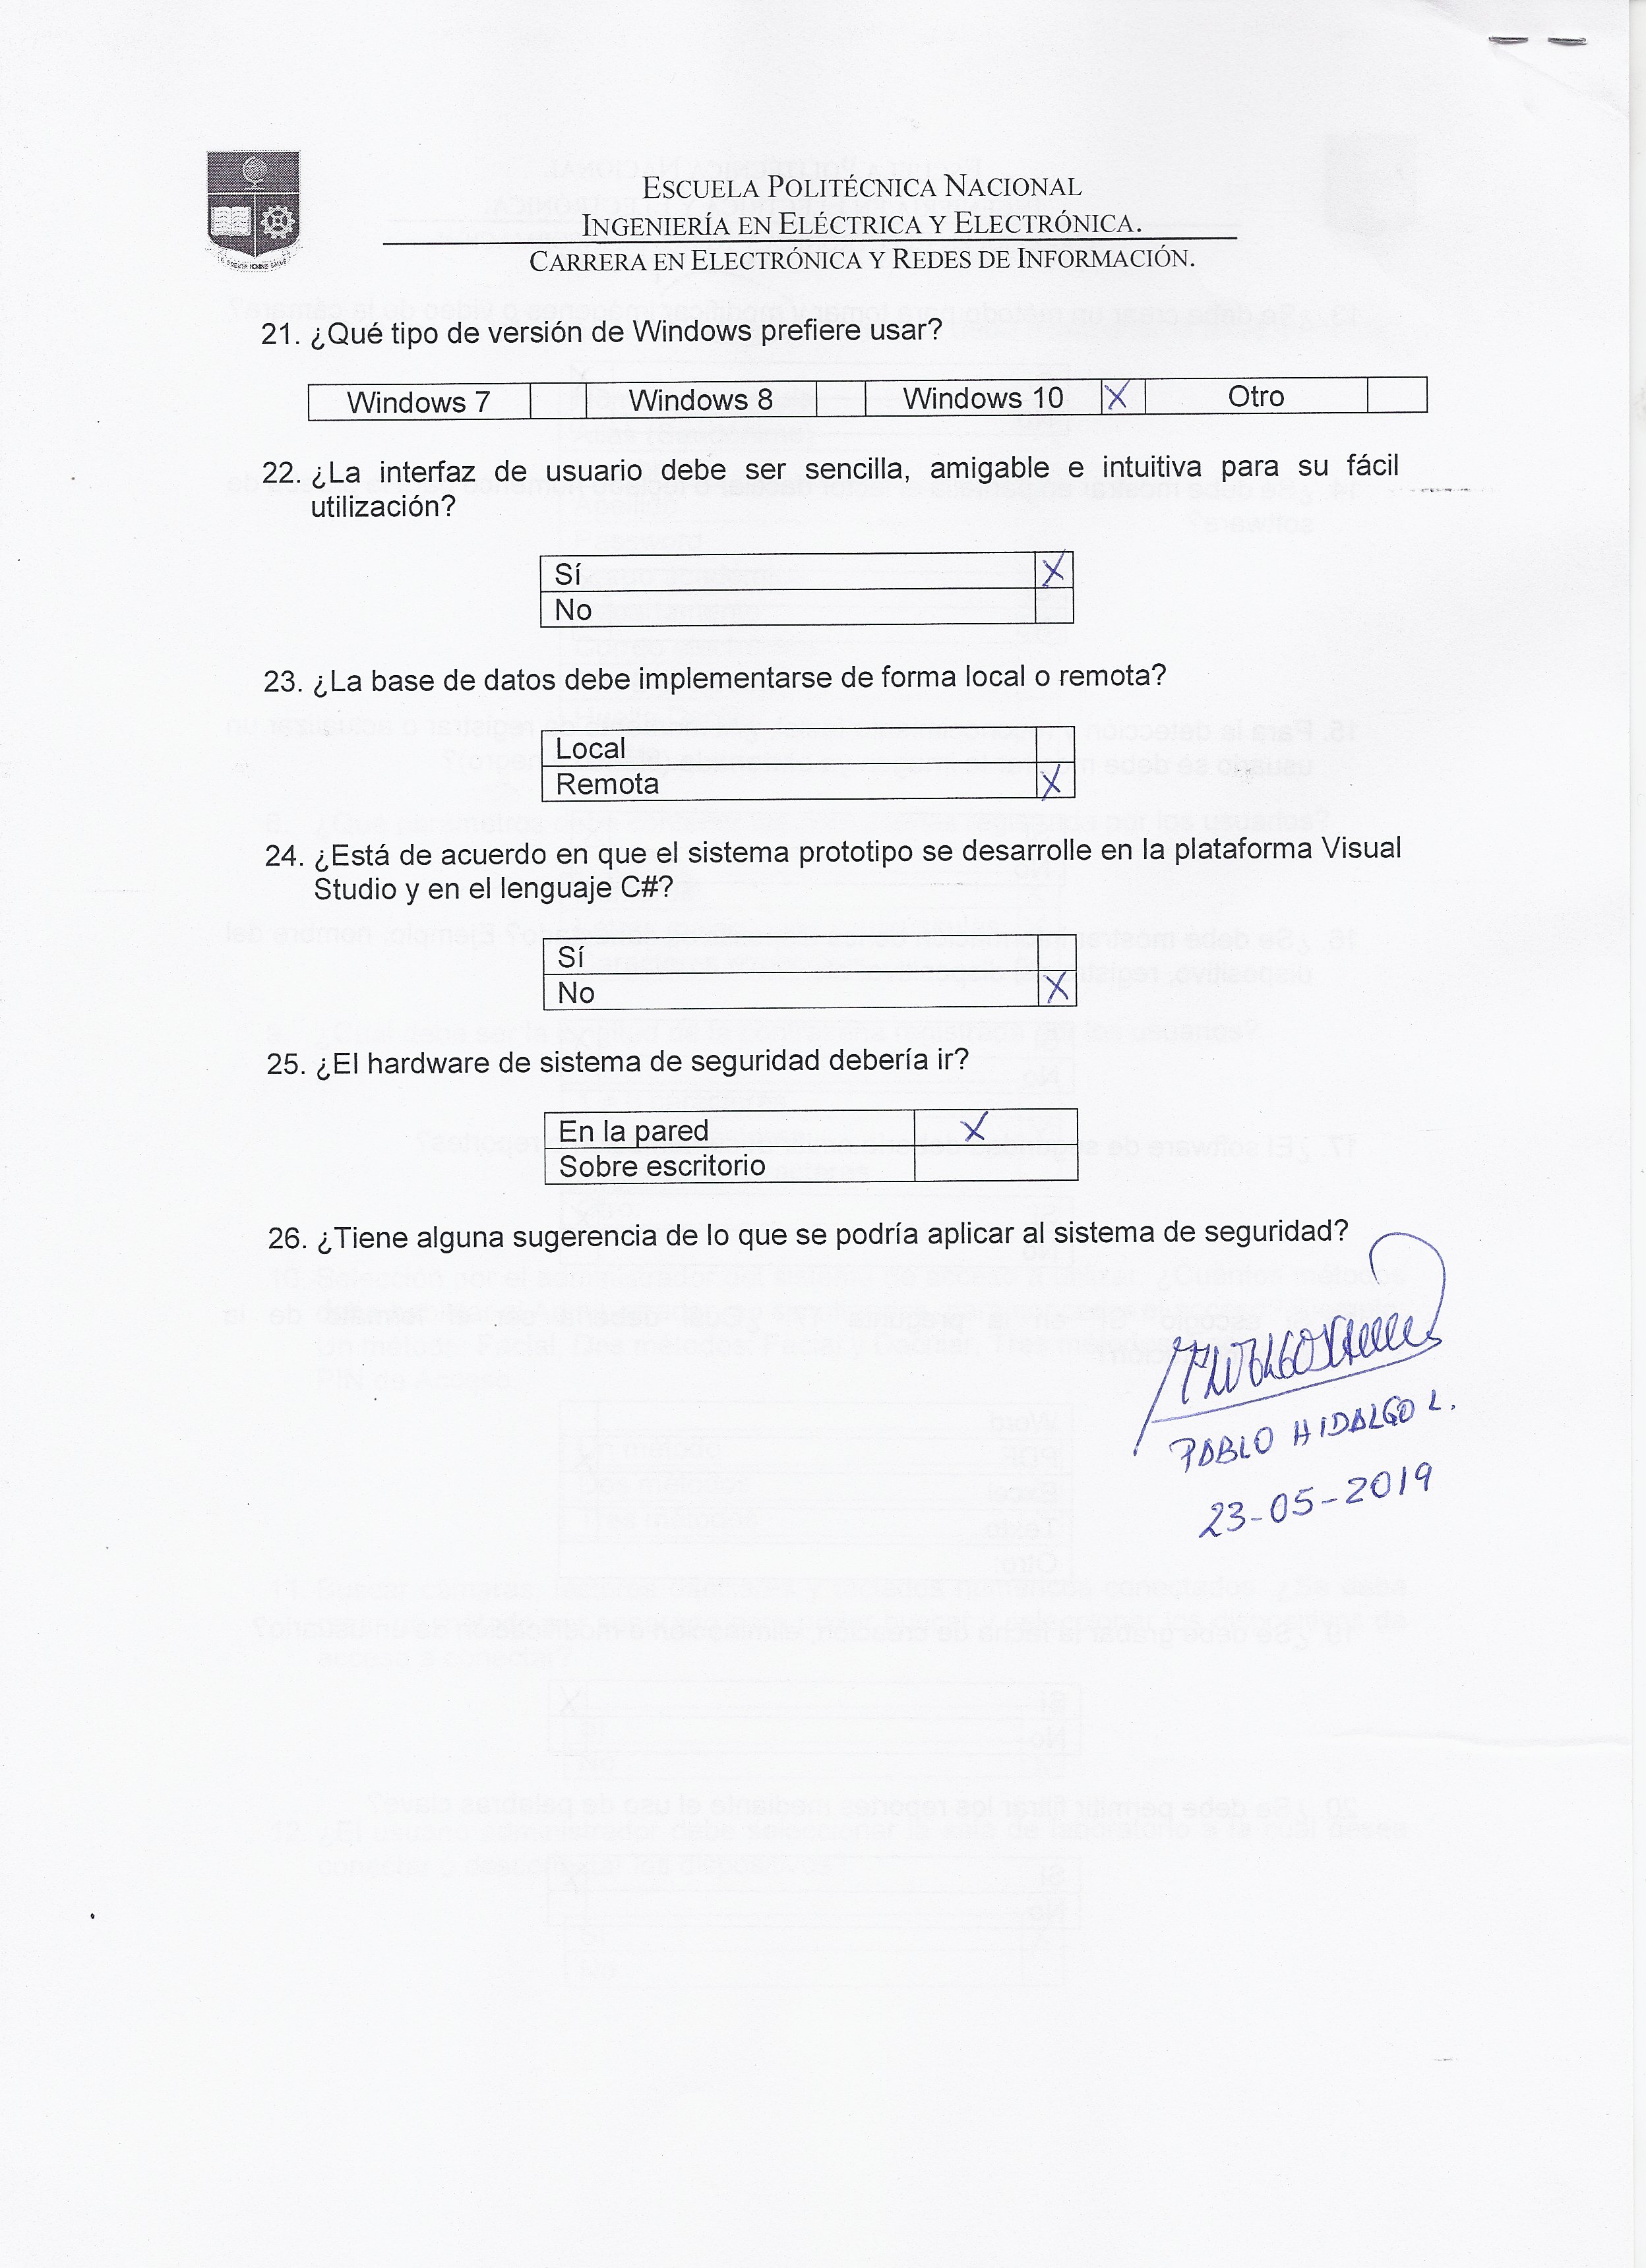 ESCUELA POLITÉCNICA NACIONAL
INGENIERÍA EN ELÉCTRICA Y ELECTRÓNICA.
CARRERA EN ELECTRÓNICA Y REDES DE INFORMACIÓN.
21. ¿Qué tipo de versión de Windows prefiere usar?
Windows 7 Windows 8 Windows 10 X Otro
22. ¿La interfaz de usuario debe ser sencilla, amigable e intuitiva para su fácil
utilización?
Sí X
No
23. ¿La base de datos debe implementarse de forma local o remota?
Local
Remota X
24. ¿Está de acuerdo en que el sistema prototipo se desarrolle en la plataforma Visual
Studio y en el lenguaje C#?
Sí
No X
25. ¿El hardware de sistema de seguridad debería ir?
En la pared X
Sobre escritorio
26. ¿Tiene alguna sugerencia de lo que se podría aplicar al sistema de seguridad?
PABLO HIDALGO L.
23-05-2019